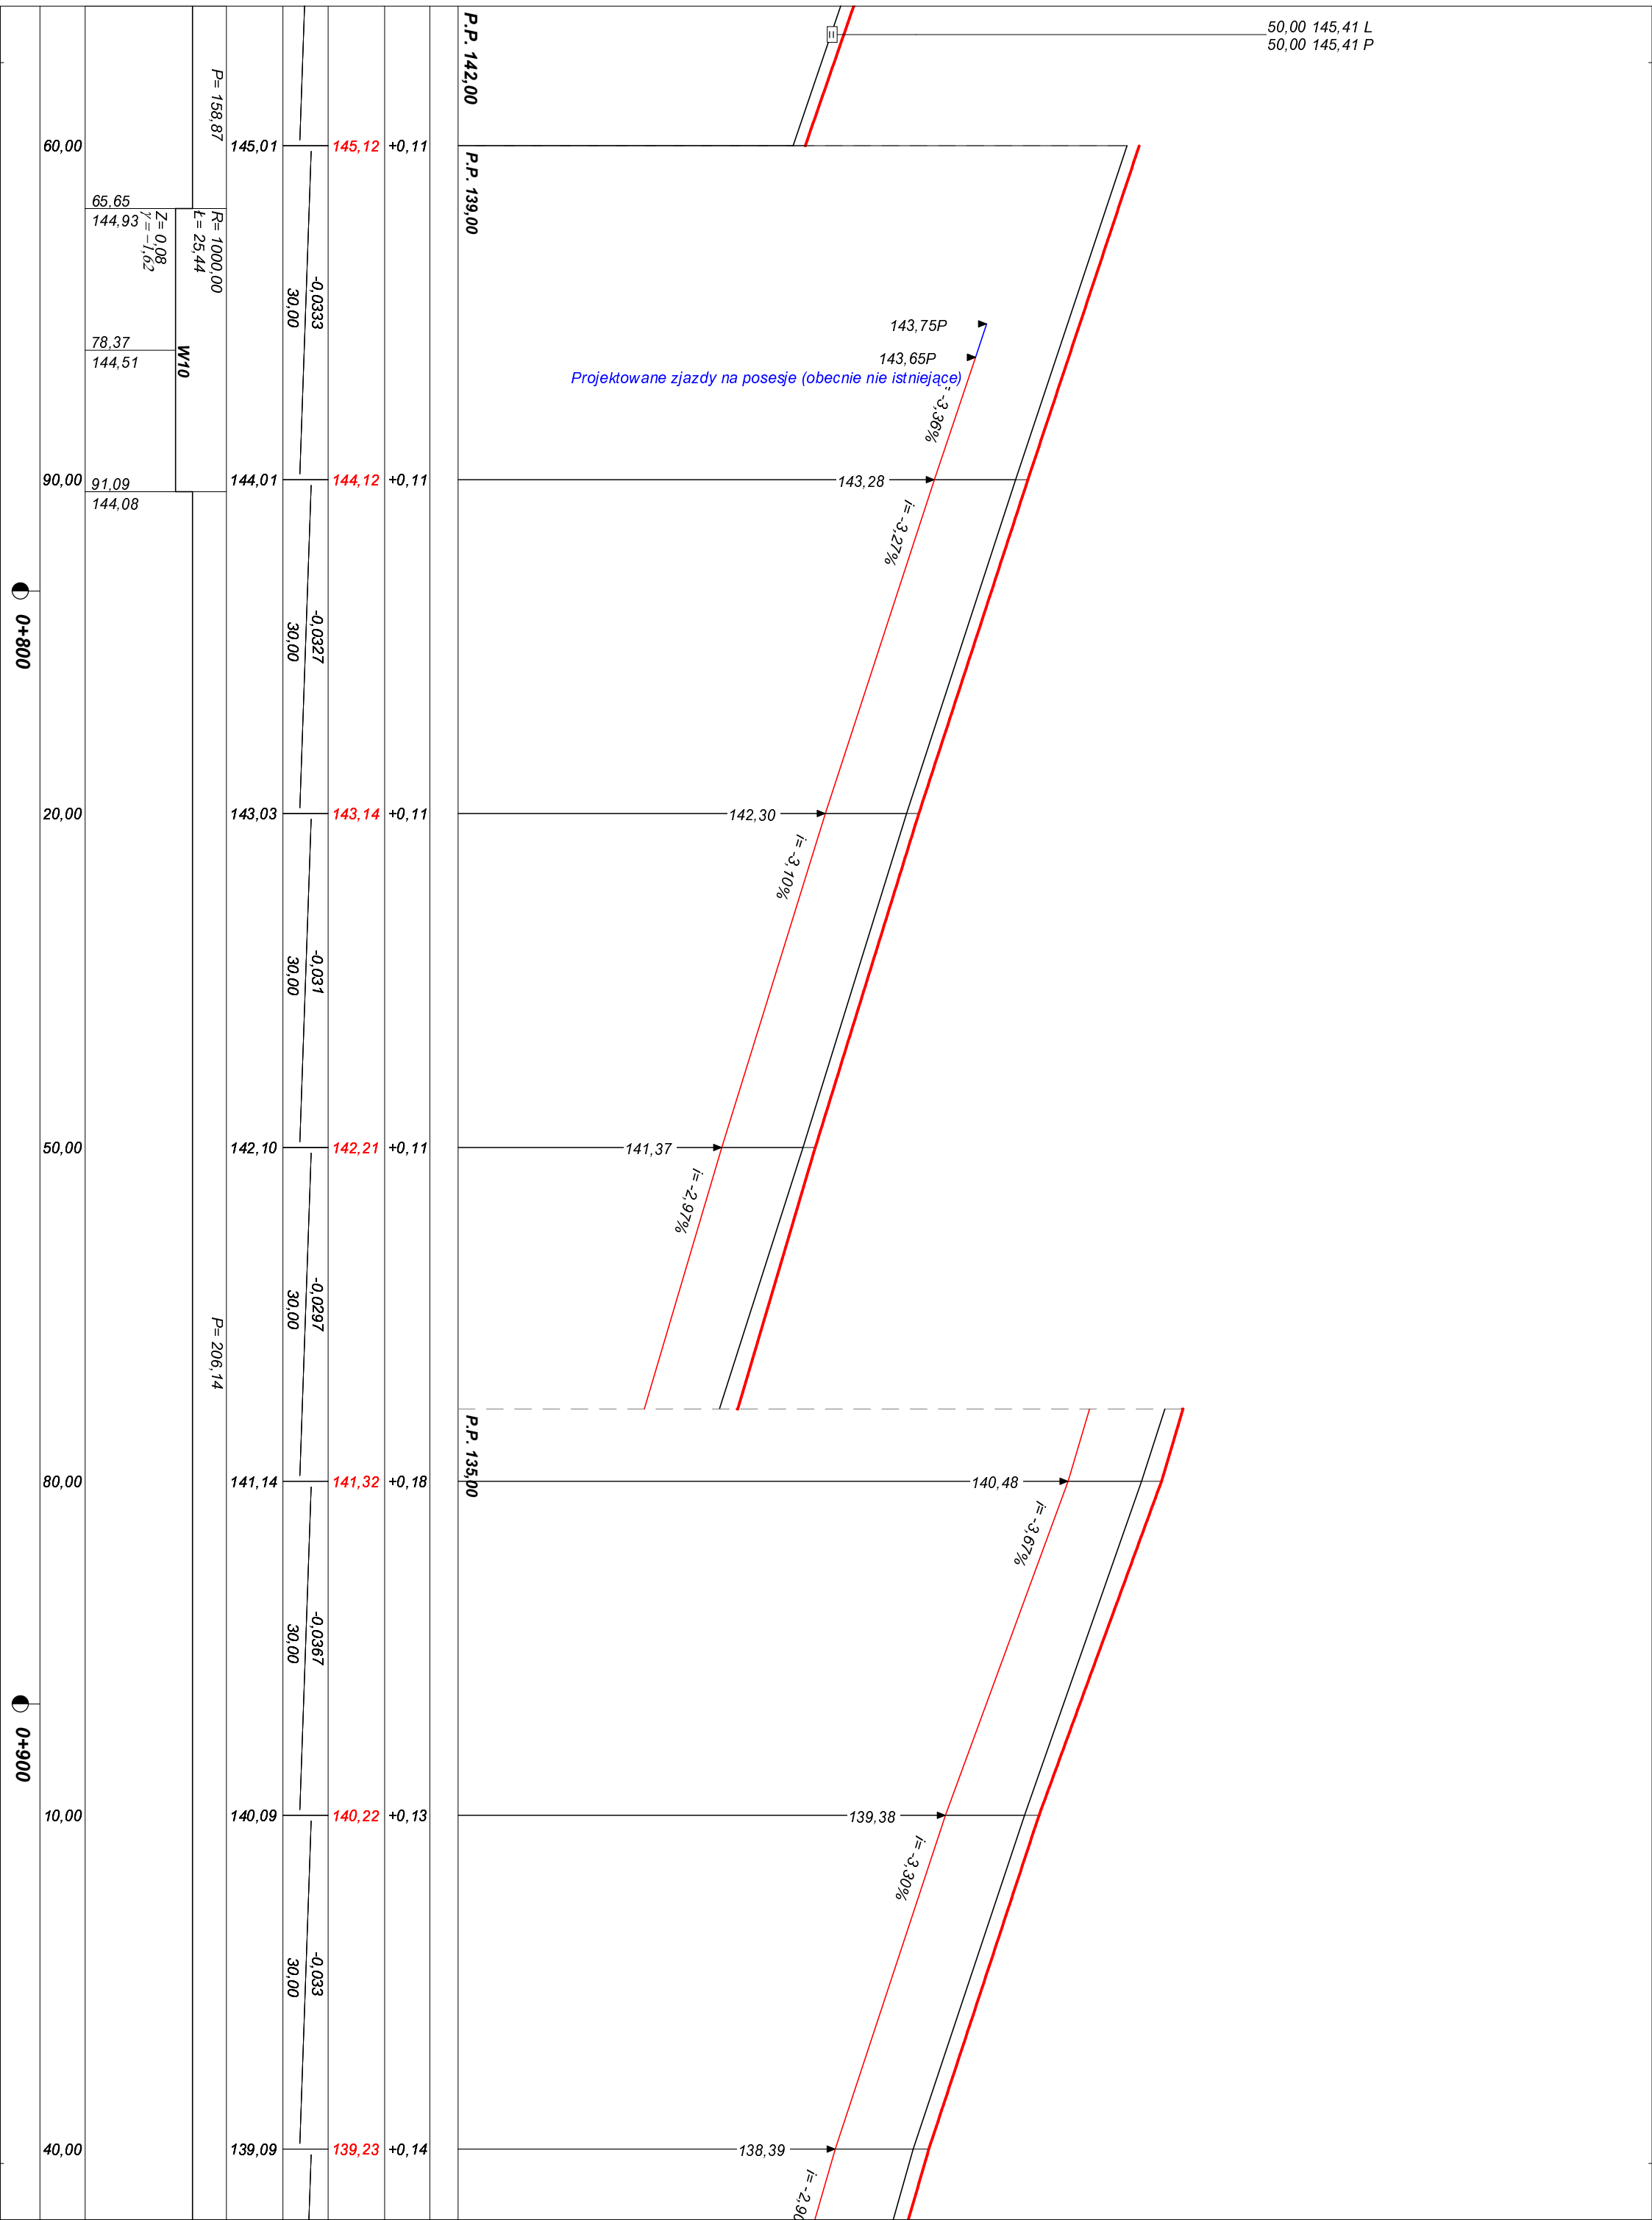 50,00 145,41 L
50,00 145,41 P
P.P. 142,00
P= 158,87
60,00
145,01
145,12
+0,11
P.P. 139,00
65,65
144,93
Z= 0,08
γ = -1,62
R= 1000,00
Ł= 25,44
-0,0333
30,00
143,75P
78,37
144,51
W10
143,65P
Projektowane zjazdy na posesje (obecnie nie istniejące)
-3,36%
90,00
91,09
144,08
144,01
144,12
+0,11
143,28
i= -3,27%
0+800
-0,0327
30,00
20,00
143,03
143,14
+0,11
142,30
i= -3,10%
-0,031
30,00
50,00
142,10
142,21
+0,11
141,37
i= -2,97%
-0,0297
30,00
P= 206,14
P.P. 135,00
80,00
141,14
141,32
+0,18
140,48
i= -3,67%
-0,0367
30,00
0+900
10,00
140,09
140,22
+0,13
139,38
i= -3,30%
-0,033
30,00
40,00
139,09
139,23
+0,14
138,39